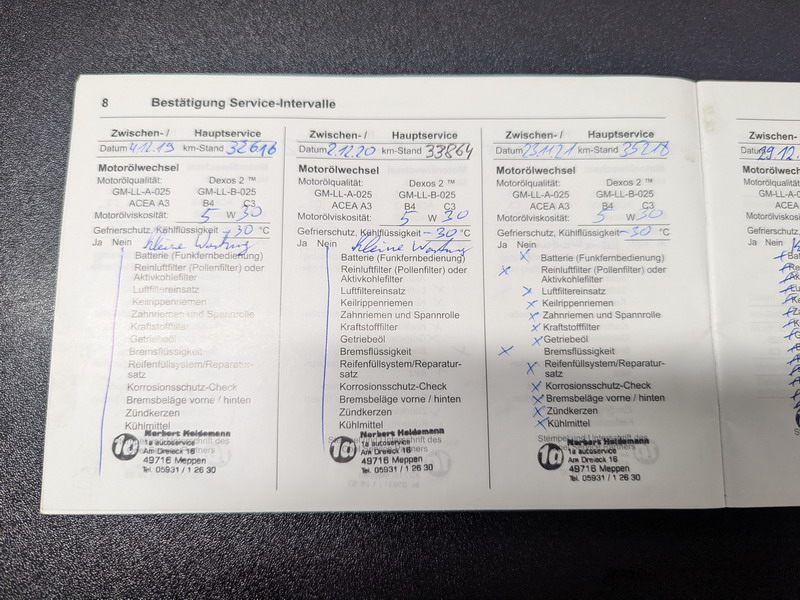 8 Bestätigung Service-Intervalle
Zwischen- / Hauptservice
Datum 4.12.19 km-Stand 32616
Motorölwechsel
Motorölqualität: Dexos 2 ™
GM-LL-A-025 GM-LL-B-025
ACEA A3 B4 C3
Motorölviskosität: 5 W 30
Gefrierschutz, Kühlflüssigkeit -30 °C
Ja Nein kleine Wartung
Batterie (Funkfernbedienung)
Reinluftfilter (Pollenfilter) oder
Aktivkohlefilter
Luftfiltereinsatz
Keilrippenriemen
Zahnriemen und Spannrolle
Kraftstofffilter
Getriebeöl
Bremsflüssigkeit
Reifenfüllsystem/Reparatur-
satz
Korrosionsschutz-Check
Bremsbeläge vorne / hinten
Zündkerzen
Kühlmittel
Norbert Heidemann
1a autoservice
Am Dreieck 16
49716 Meppen
Tel. 05931 / 1 26 30
Zwischen- / Hauptservice
Datum 2.12.20 km-Stand 33864
Motorölwechsel
Motorölqualität: Dexos 2 ™
GM-LL-A-025 GM-LL-B-025
ACEA A3 B4 C3
Motorölviskosität: 5 W 30
Gefrierschutz, Kühlflüssigkeit -30 °C
Ja Nein kleine Wartung
Batterie (Funkfernbedienung)
Reinluftfilter (Pollenfilter) oder
Aktivkohlefilter
Luftfiltereinsatz
Keilrippenriemen
Zahnriemen und Spannrolle
Kraftstofffilter
Getriebeöl
Bremsflüssigkeit
Reifenfüllsystem/Reparatur-
satz
Korrosionsschutz-Check
Bremsbeläge vorne / hinten
Zündkerzen
Kühlmittel
Norbert Heidemann
1a autoservice
Am Dreieck 16
49716 Meppen
Tel. 05931 / 1 26 30
Zwischen- / Hauptservice
Datum 23.11.21 km-Stand 35218
Motorölwechsel
Motorölqualität: Dexos 2 ™
GM-LL-A-025 GM-LL-B-025
ACEA A3 B4 C3
Motorölviskosität: 5 W 30
Gefrierschutz, Kühlflüssigkeit -30 °C
Ja Nein
Batterie (Funkfernbedienung)
Reinluftfilter (Pollenfilter) oder
Aktivkohlefilter
Luftfiltereinsatz
Keilrippenriemen
Zahnriemen und Spannrolle
Kraftstofffilter
Getriebeöl
Bremsflüssigkeit
Reifenfüllsystem/Reparatur-
satz
Korrosionsschutz-Check
Bremsbeläge vorne / hinten
Zündkerzen
Kühlmittel
Norbert Heidemann
1a autoservice
Am Dreieck 16
49716 Meppen
Tel. 05931 / 1 26 30
Zwischen-
Datum 29.12.
Motorölwech
Motorölqualität:
GM-LL-A-025
ACEA A3
Motorölviskosi
Gefrierschutz,
Ja Nein